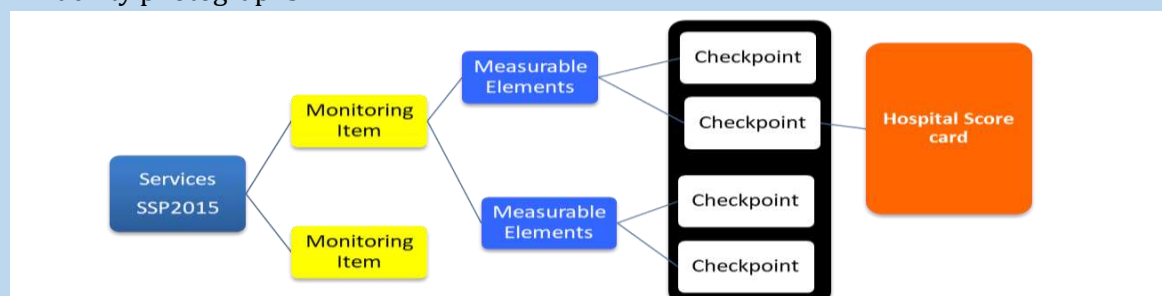 Services
SSP2015
Monitoring
Item
Monitoring
Item
Measurable
Elements
Measurable
Elements
Checkpoint
Checkpoint
Checkpoint
Checkpoint
Hospital Score
card